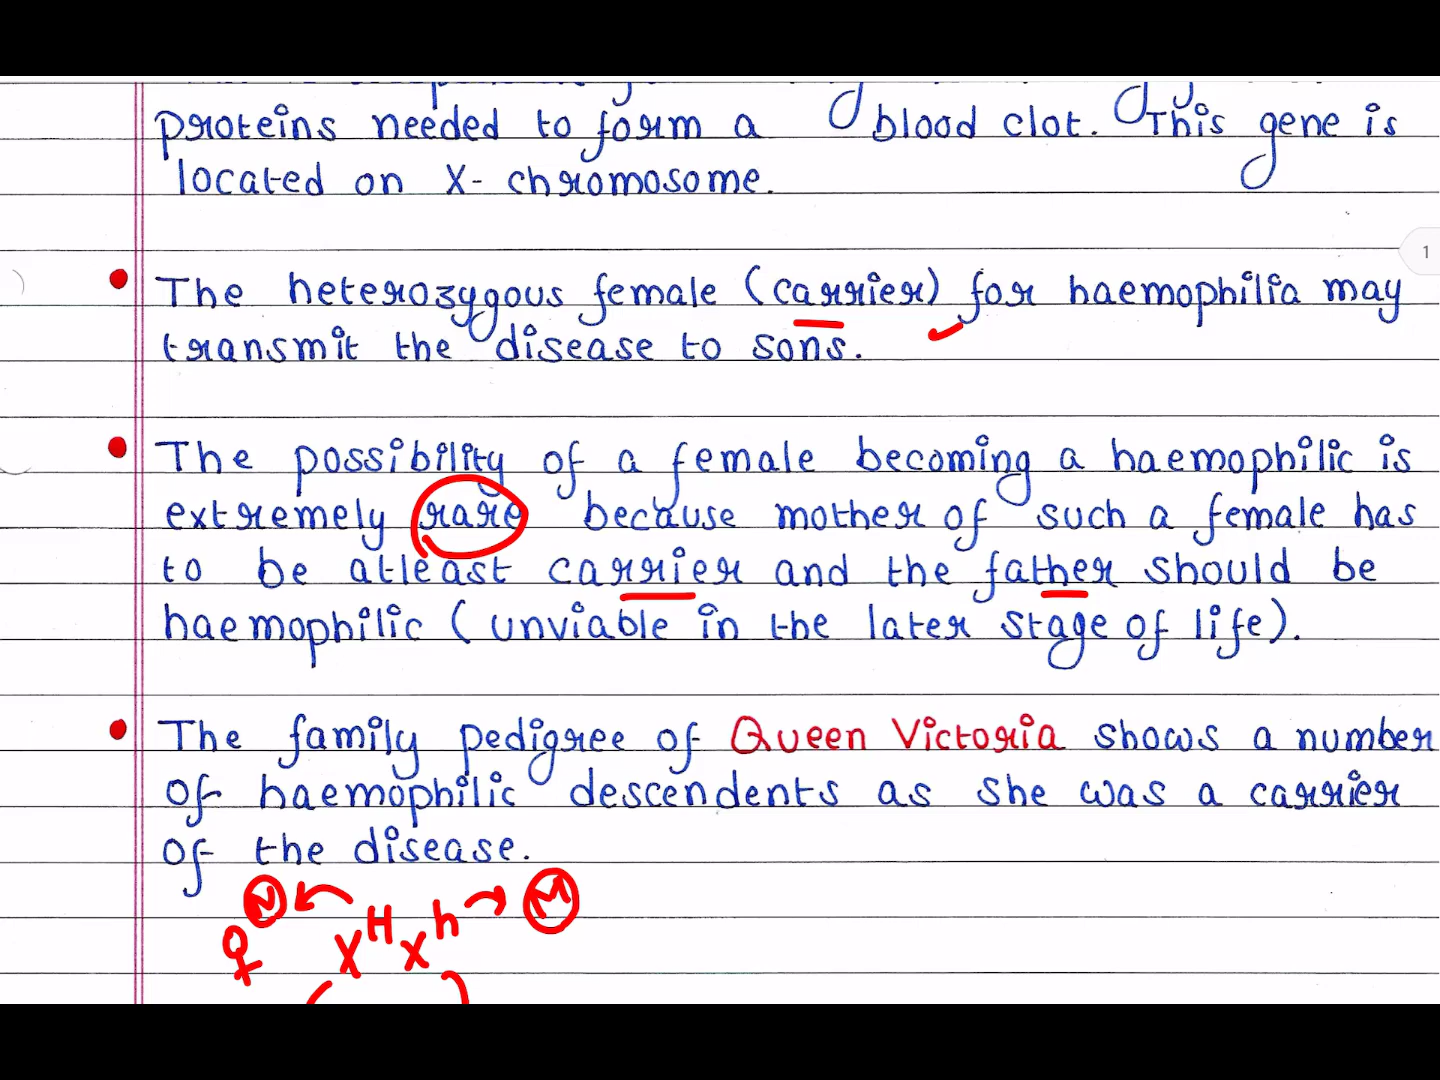 proteins needed to form a blood clot. This gene is
located on X- chromosome.
1
• The heterozygous female (carrier) for haemophilia may
transmit the disease to sons.
• The possibility of a female becoming a haemophilic is
extremely rare because mother of such a female has
to be atleast carrier and the father should be
haemophilic (unviable in the later stage of life).
• The family pedigree of Queen Victoria shows a number
of haemophilic descendents as she was a carrier
of the disease.
N ← X^H X^h → M
♀